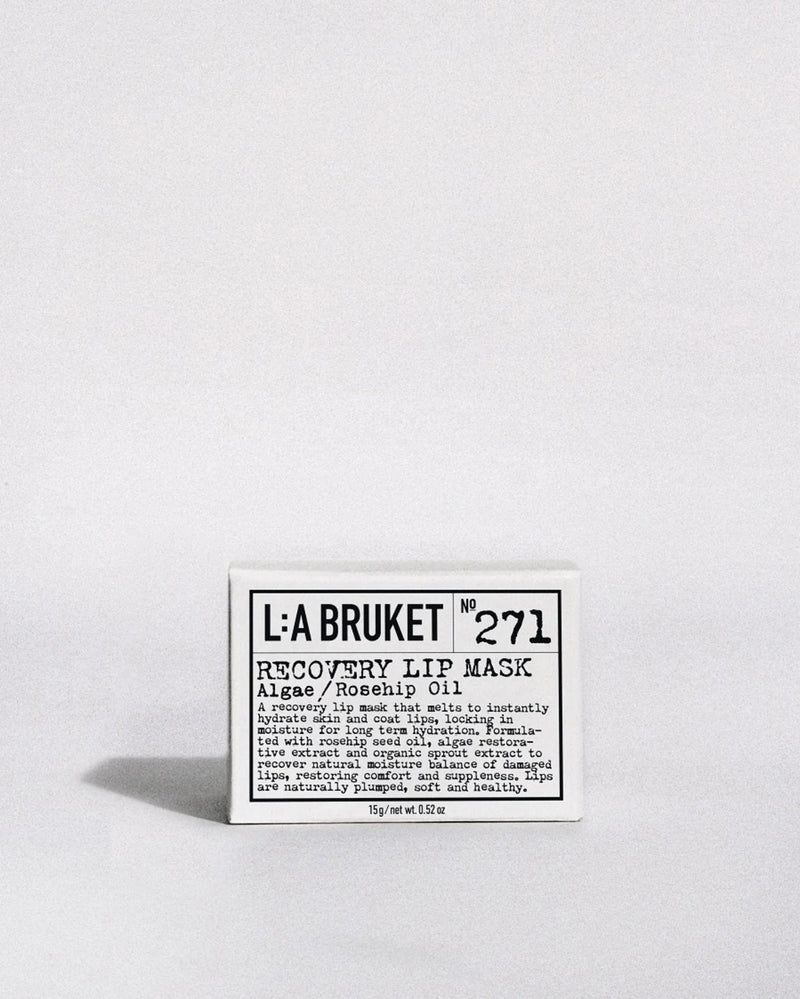 L:A BRUKET
Nº 271
RECOVERY LIP MASK
Algae/Rosehip Oil
A recovery lip mask that melts to instantly
hydrate skin and coat lips, locking in
moisture for long term hydration. Formula-
ted with rosehip seed oil, algae restora-
tive extract and organic sprout extract to
recover natural moisture balance of damaged
lips, restoring comfort and suppleness. Lips
are naturally plumped, soft and healthy.
15g/net wt. 0.52 oz